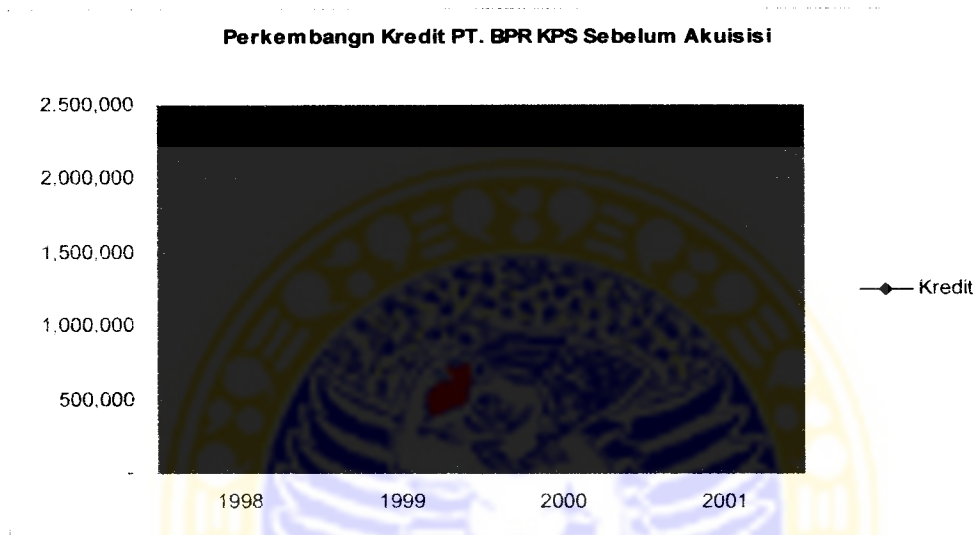 Perkembangn Kredit PT. BPR KPS Sebelum Akuisisi
2.500,000
2.000,000
1,500,000
1,000.000
500,000
-
1998 1999 2000 2001
Kredit